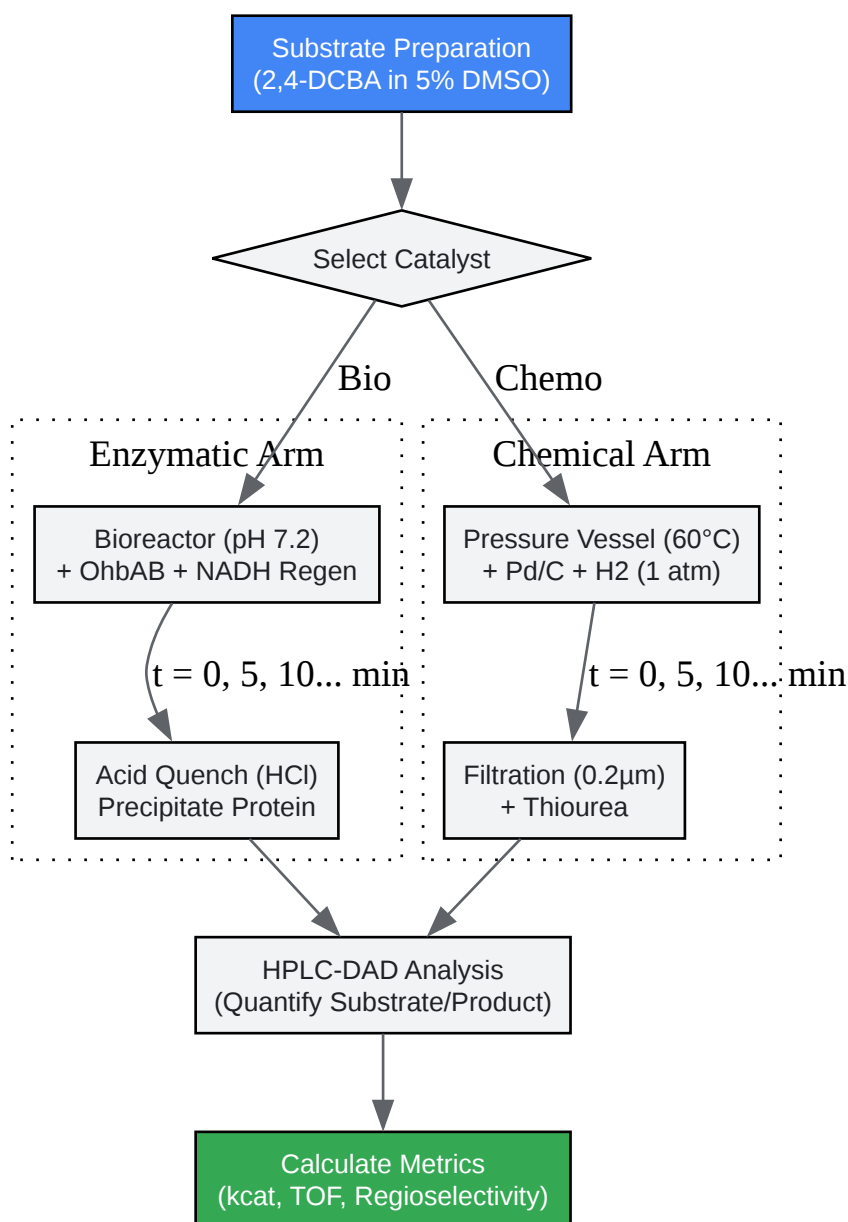 Substrate Preparation
(2,4-DCBA in 5% DMSO)
Select Catalyst
Bio
Chemo
Enzymatic Arm
Chemical Arm
Bioreactor (pH 7.2)
+ OhbAB + NADH Regen
Pressure Vessel (60°C)
+ Pd/C + H2 (1 atm)
t = 0, 5, 10... min
t = 0, 5, 10... min
Acid Quench (HCl)
Precipitate Protein
Filtration (0.2µm)
+ Thiourea
HPLC-DAD Analysis
(Quantify Substrate/Product)
Calculate Metrics
(kcat, TOF, Regioselectivity)